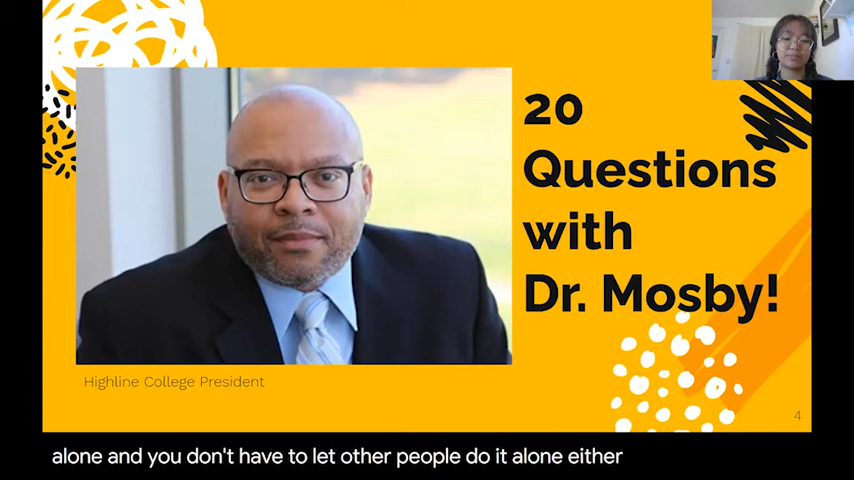 20
Questions
with
Dr. Mosby!
Highline College President
4
alone and you don't have to let other people do it alone either